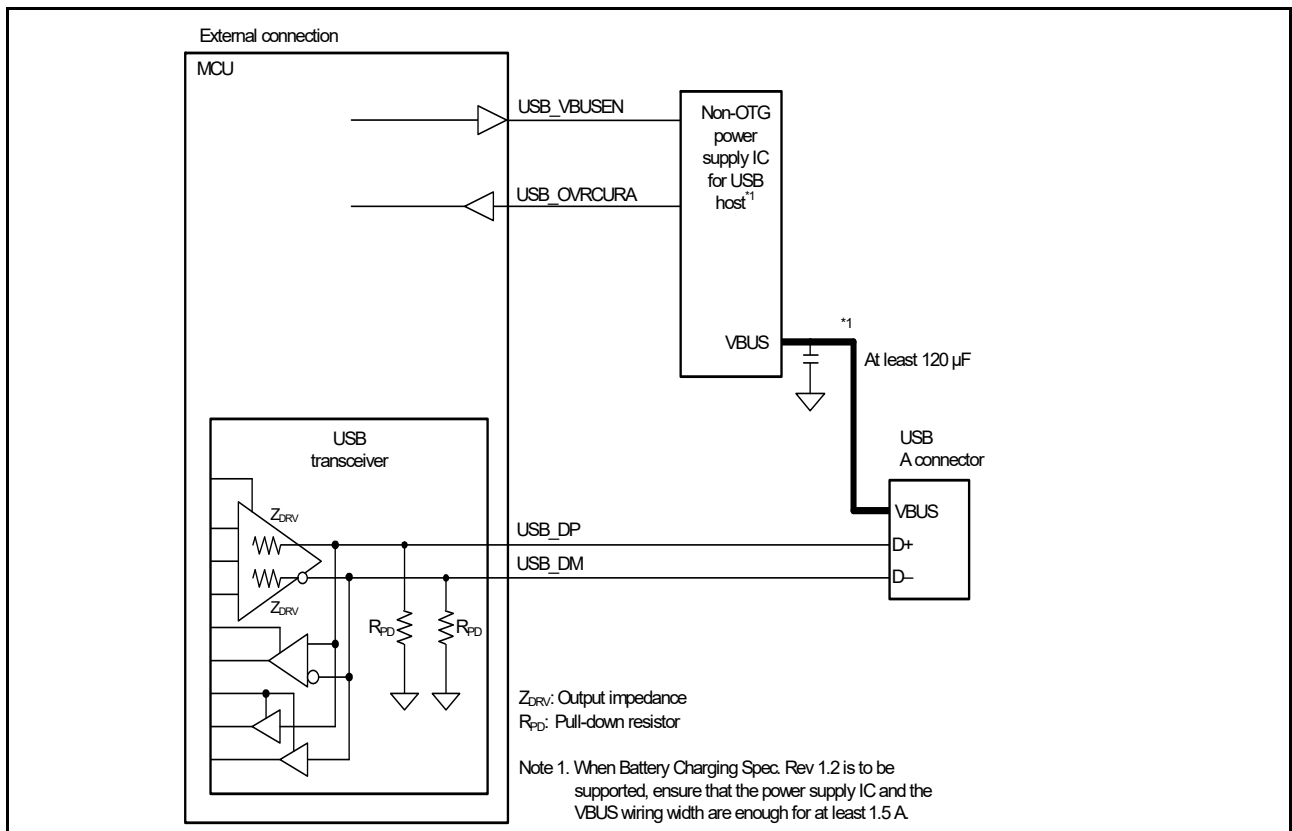 External connection
MCU
USB_VBUSEN
Non-OTG
power
supply IC
for USB
host*1
USB_OVRCURA
*1
VBUS
At least 120 µF
USB
transceiver
USB
A connector
VBUS
ZDRV
USB_DP
D+
USB_DM
D–
ZDRV
RPD
RPD
ZDRV: Output impedance
RPD: Pull-down resistor
Note 1. When Battery Charging Spec. Rev 1.2 is to be
supported, ensure that the power supply IC and the
VBUS wiring width are enough for at least 1.5 A.